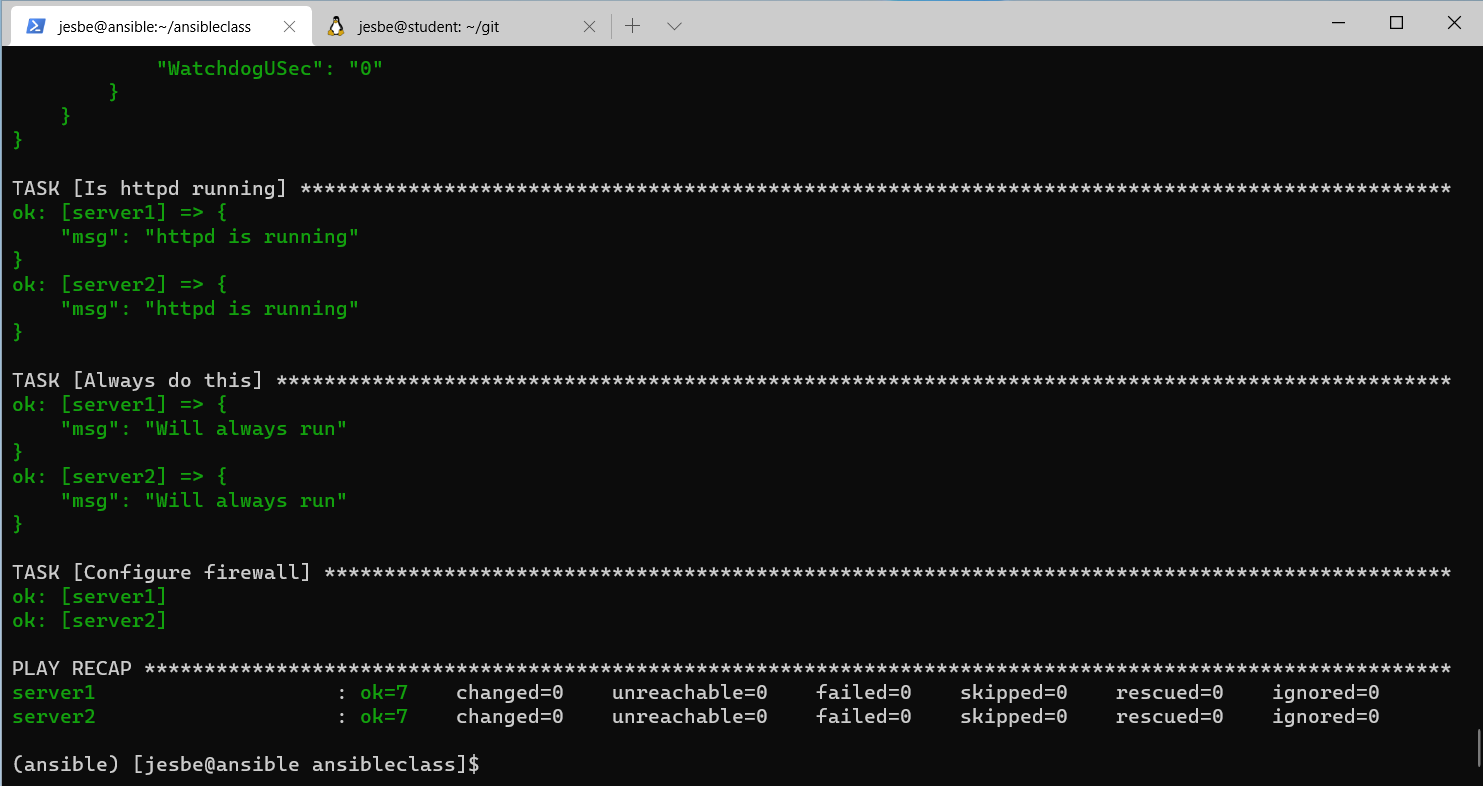 jesbe@ansible:~/ansibleclass
jesbe@student: ~/git
"WatchdogUSec": "0"
}
}
}
TASK [Is httpd running] ************************************************************************************************
ok: [server1] => {
"msg": "httpd is running"
}
ok: [server2] => {
"msg": "httpd is running"
}
TASK [Always do this] **************************************************************************************************
ok: [server1] => {
"msg": "Will always run"
}
ok: [server2] => {
"msg": "Will always run"
}
TASK [Configure firewall] **********************************************************************************************
ok: [server1]
ok: [server2]
PLAY RECAP *************************************************************************************************************
server1 : ok=7 changed=0 unreachable=0 failed=0 skipped=0 rescued=0 ignored=0
server2 : ok=7 changed=0 unreachable=0 failed=0 skipped=0 rescued=0 ignored=0
(ansible) [jesbe@ansible ansibleclass]$